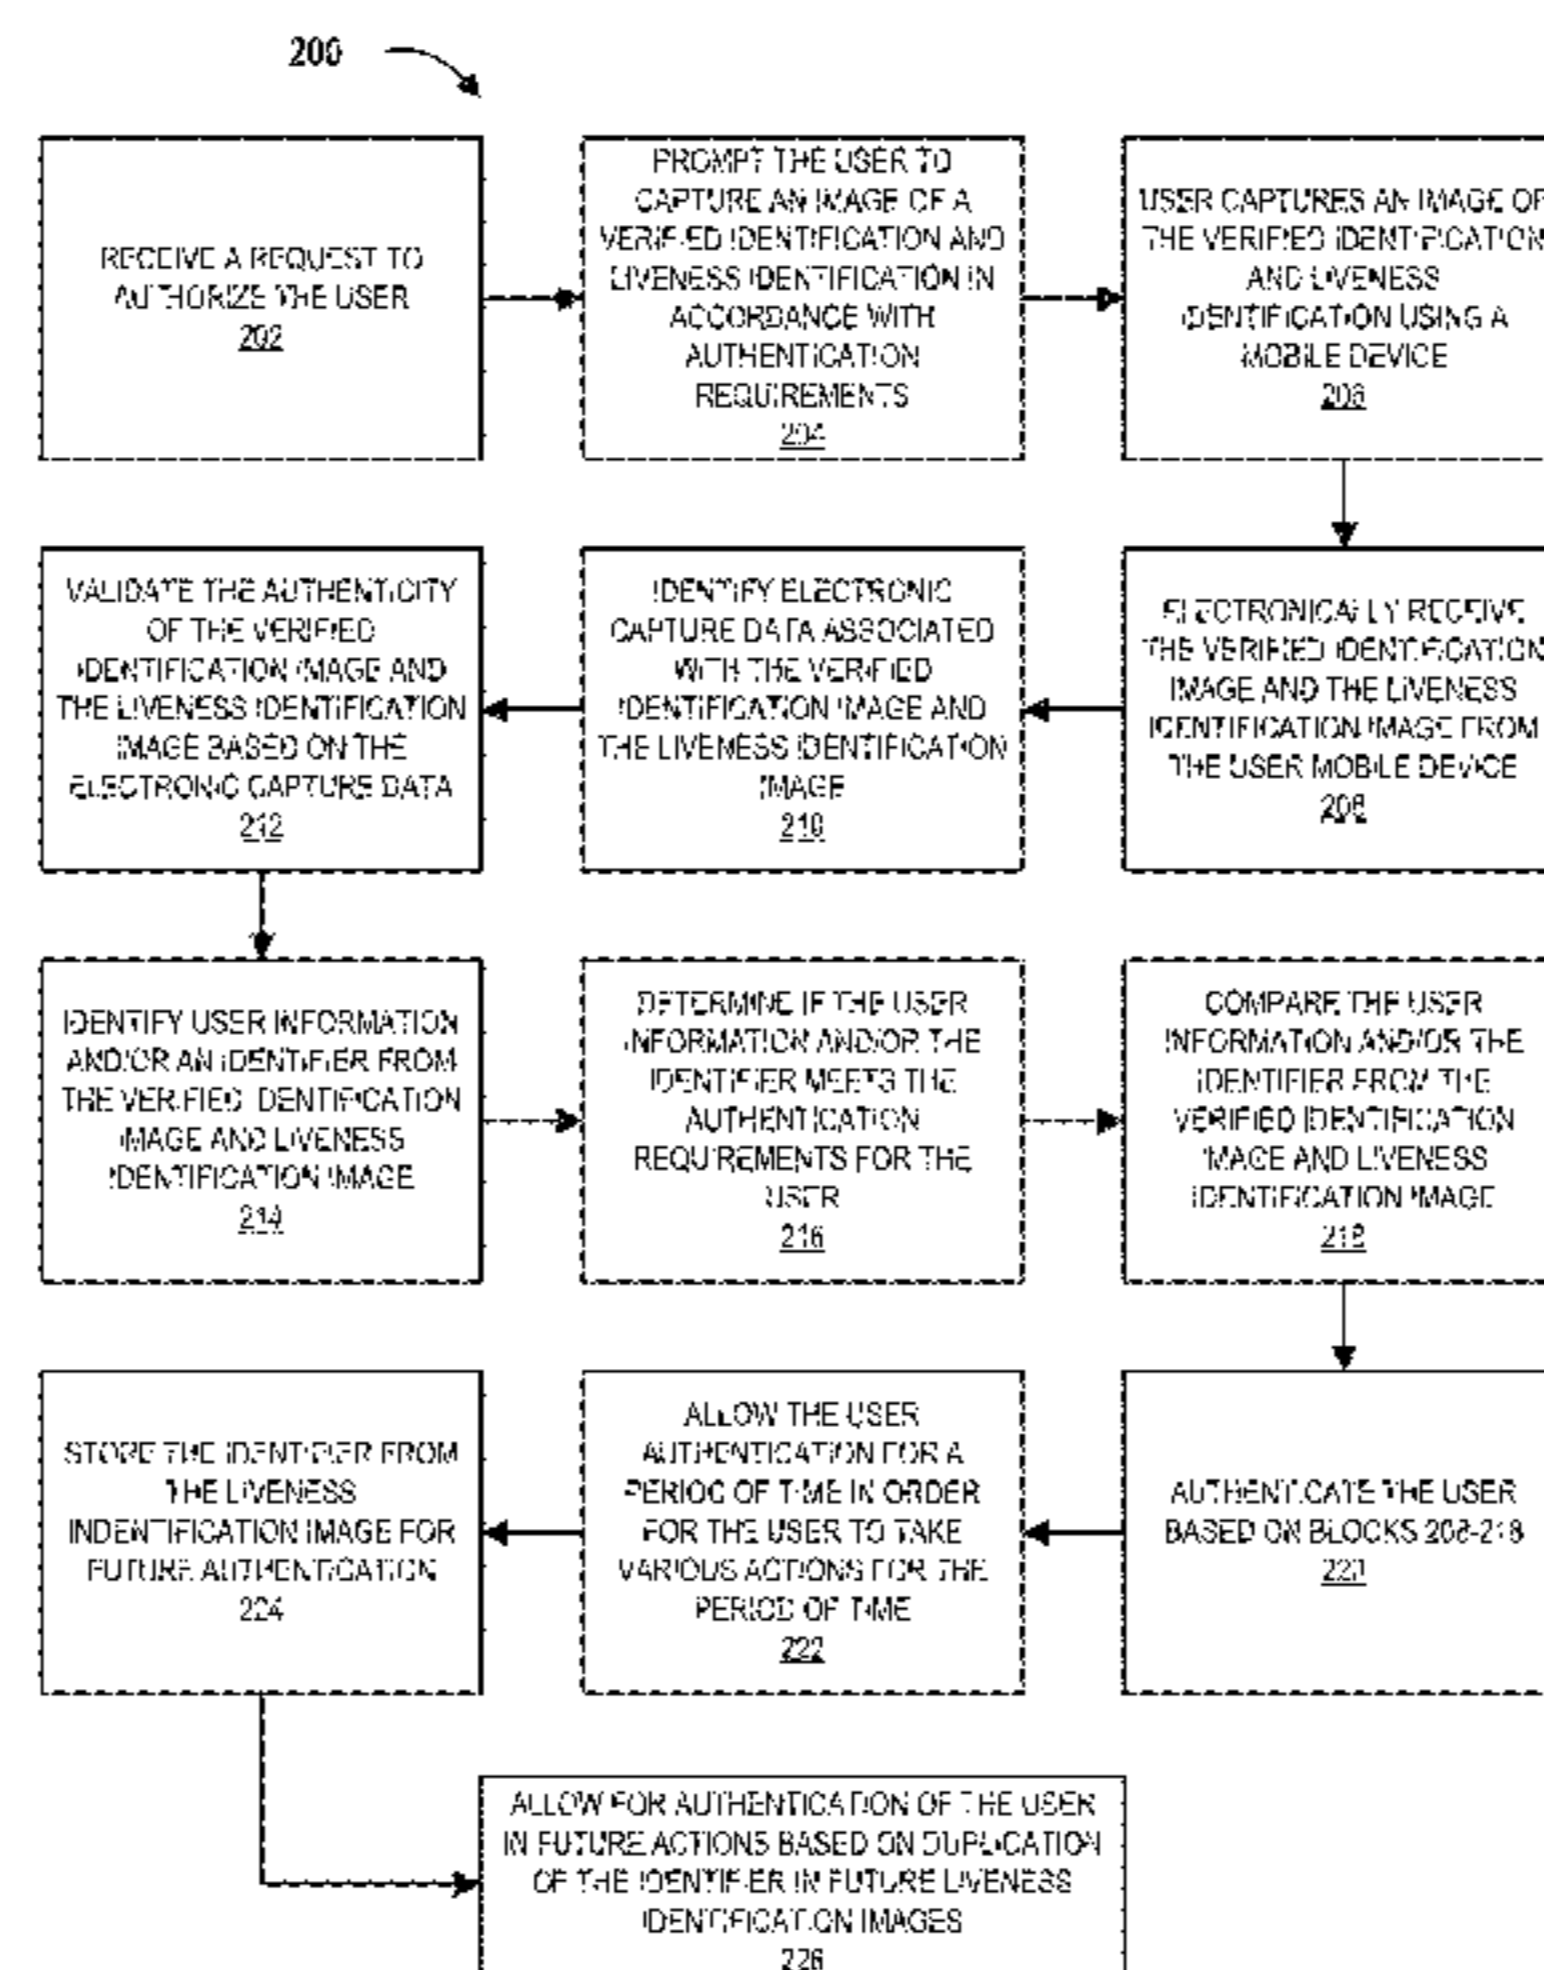 200
RECEIVE A REQUEST TO
AUTHORIZE THE USER
202
PROMPT THE USER TO
CAPTURE AN IMAGE OF A
VERIFIED IDENTIFICATION AND
LIVENESS IDENTIFICATION IN
ACCORDANCE WITH
AUTHENTICATION
REQUIREMENTS
204
USER CAPTURES AN IMAGE OF
THE VERIFIED IDENTIFICATION
AND LIVENESS
IDENTIFICATION USING A
MOBILE DEVICE
206
ELECTRONICALLY RECEIVE
THE VERIFIED IDENTIFICATION
IMAGE AND THE LIVENESS
IDENTIFICATION IMAGE FROM
THE USER MOBILE DEVICE
208
IDENTIFY ELECTRONIC
CAPTURE DATA ASSOCIATED
WITH THE VERIFIED
IDENTIFICATION IMAGE AND
THE LIVENESS IDENTIFICATION
IMAGE
210
VALIDATE THE AUTHENTICITY
OF THE VERIFIED
IDENTIFICATION IMAGE AND
THE LIVENESS IDENTIFICATION
IMAGE BASED ON THE
ELECTRONIC CAPTURE DATA
212
IDENTIFY USER INFORMATION
AND/OR AN IDENTIFIER FROM
THE VERIFIED IDENTIFICATION
IMAGE AND LIVENESS
IDENTIFICATION IMAGE
214
DETERMINE IF THE USER
INFORMATION AND/OR THE
IDENTIFIER MEETS THE
AUTHENTICATION
REQUIREMENTS FOR THE
USER
216
COMPARE THE USER
INFORMATION AND/OR THE
IDENTIFIER FROM THE
VERIFIED IDENTIFICATION
IMAGE AND LIVENESS
IDENTIFICATION IMAGE
218
AUTHENTICATE THE USER
BASED ON BLOCKS 208-218
220
ALLOW THE USER
AUTHENTICATION FOR A
PERIOD OF TIME IN ORDER
FOR THE USER TO TAKE
VARIOUS ACTIONS FOR THE
PERIOD OF TIME
222
STORE THE IDENTIFIER FROM
THE LIVENESS
INDENTIFICATION IMAGE FOR
FUTURE AUTHENTICATION
224
ALLOW FOR AUTHENTICATION OF THE USER
IN FUTURE ACTIONS BASED ON DUPLICATION
OF THE IDENTIFIER IN FUTURE LIVENESS
IDENTIFICATION IMAGES
226